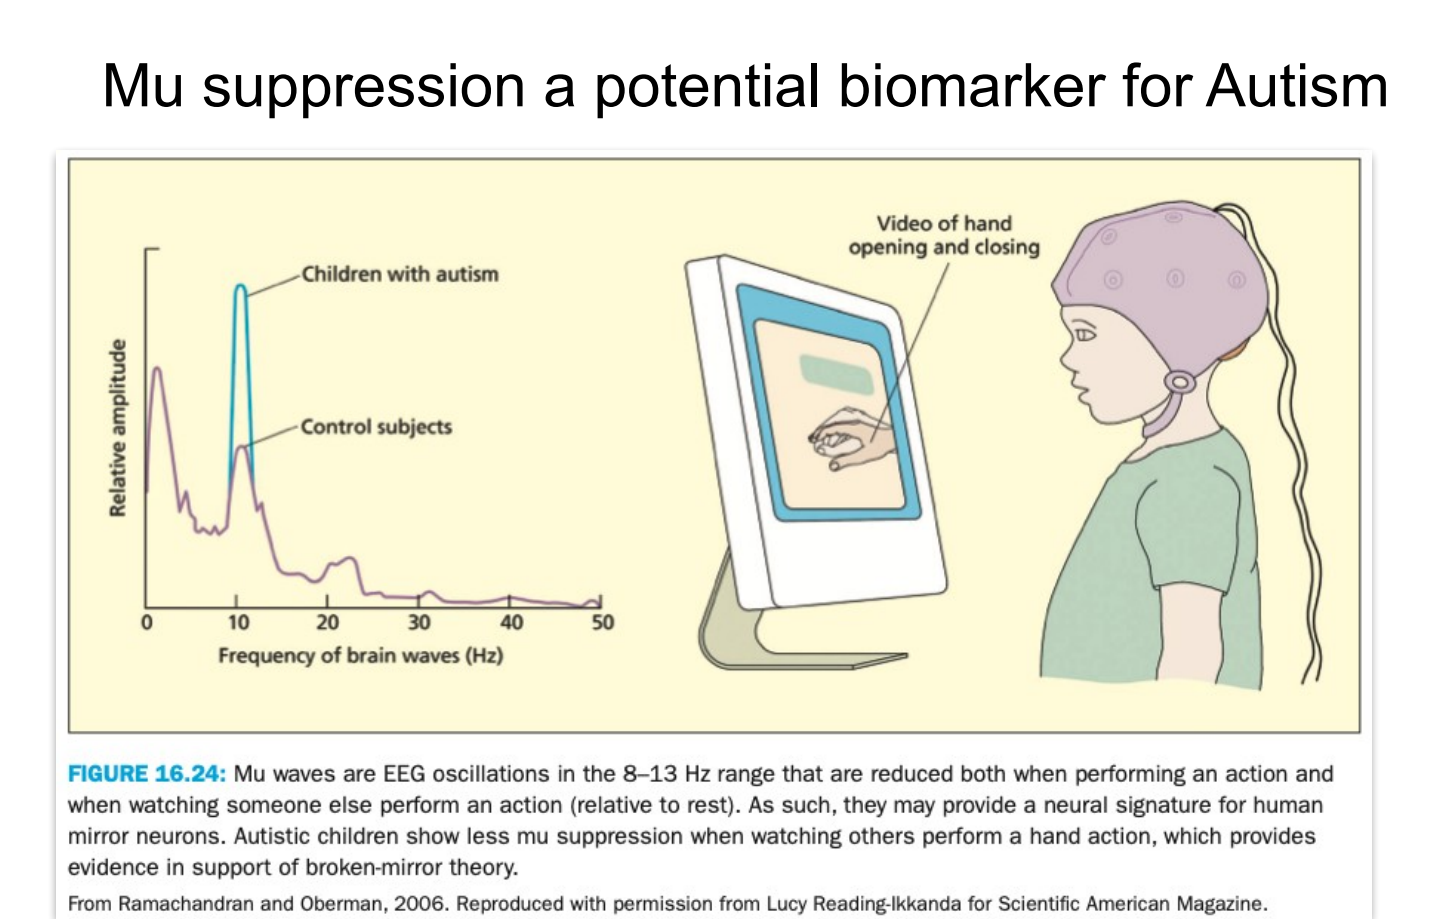 Mu suppression a potential biomarker for Autism
Video of hand
opening and closing
Children with autism
Control subjects
Relative amplitude
0 10 20 30 40 50
Frequency of brain waves (Hz)
FIGURE 16.24: Mu waves are EEG oscillations in the 8–13 Hz range that are reduced both when performing an action and
when watching someone else perform an action (relative to rest). As such, they may provide a neural signature for human
mirror neurons. Autistic children show less mu suppression when watching others perform a hand action, which provides
evidence in support of broken-mirror theory.
From Ramachandran and Oberman, 2006. Reproduced with permission from Lucy Reading-Ikkanda for Scientific American Magazine.